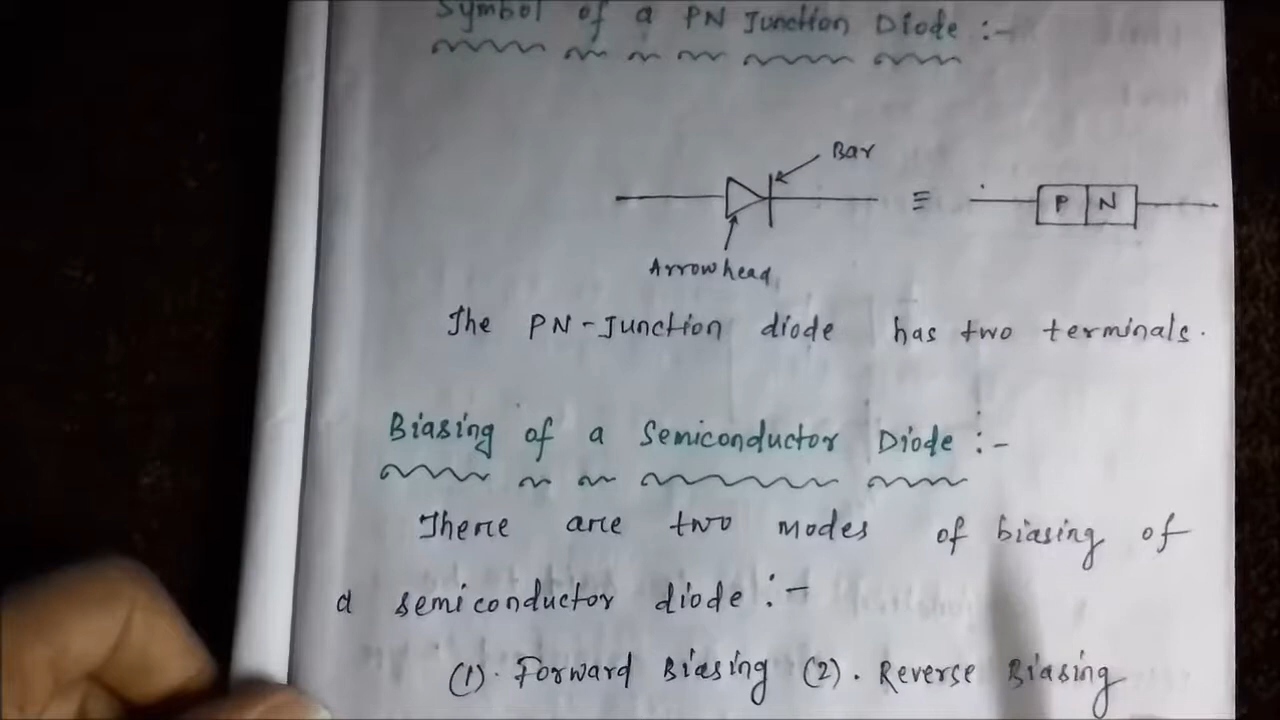 Symbol of a PN Junction Diode :-
Bar
≡ P N
Arrowhead
The PN-Junction diode has two terminals.
Biasing of a Semiconductor Diode :-
There are two modes of biasing of
a semiconductor diode :-
(1). Forward Biasing (2). Reverse Biasing